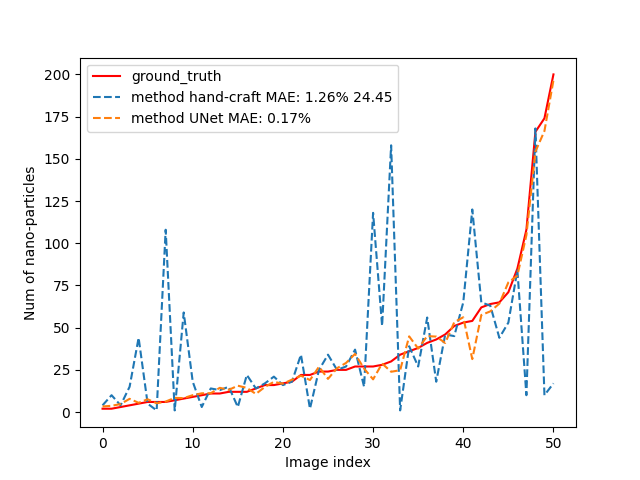 ground_truth
method hand-craft MAE: 1.26% 24.45
method UNet MAE: 0.17%
Num of nano-particles
200
175
150
125
100
75
50
25
0
0 10 20 30 40 50
Image index